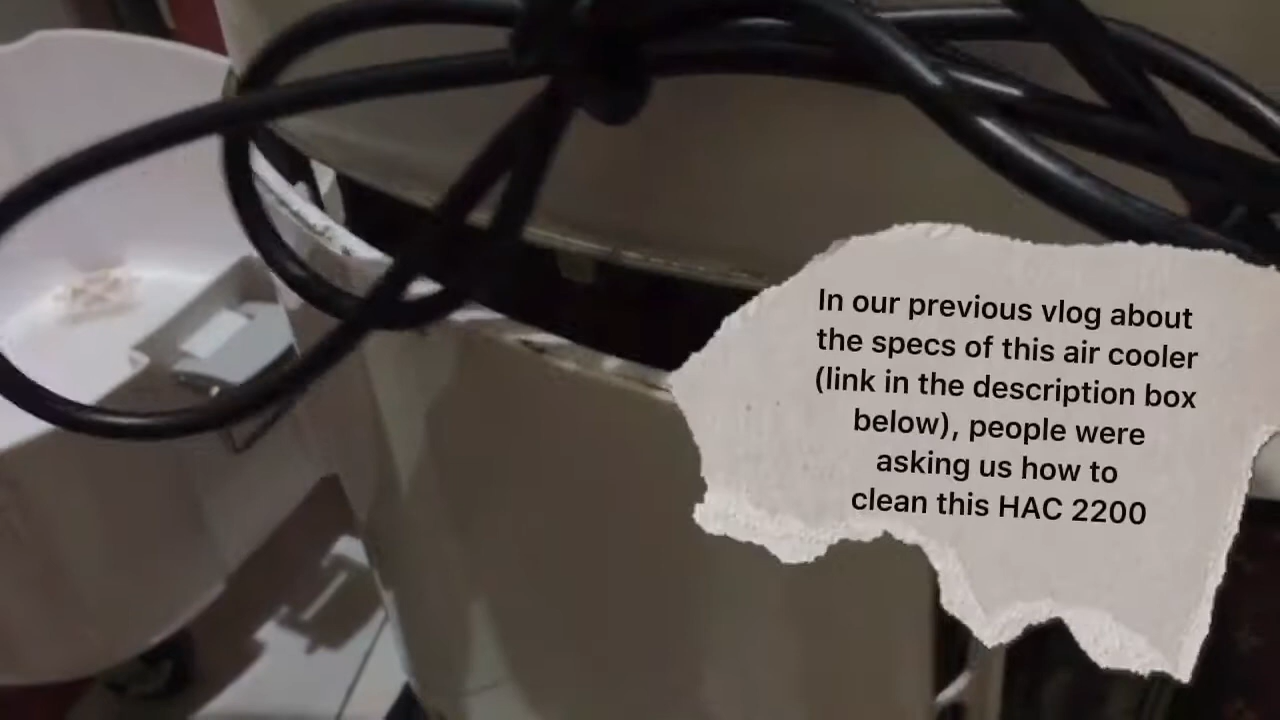 In our previous vlog about
the specs of this air cooler
(link in the description box
below), people were
asking us how to
clean this HAC 2200